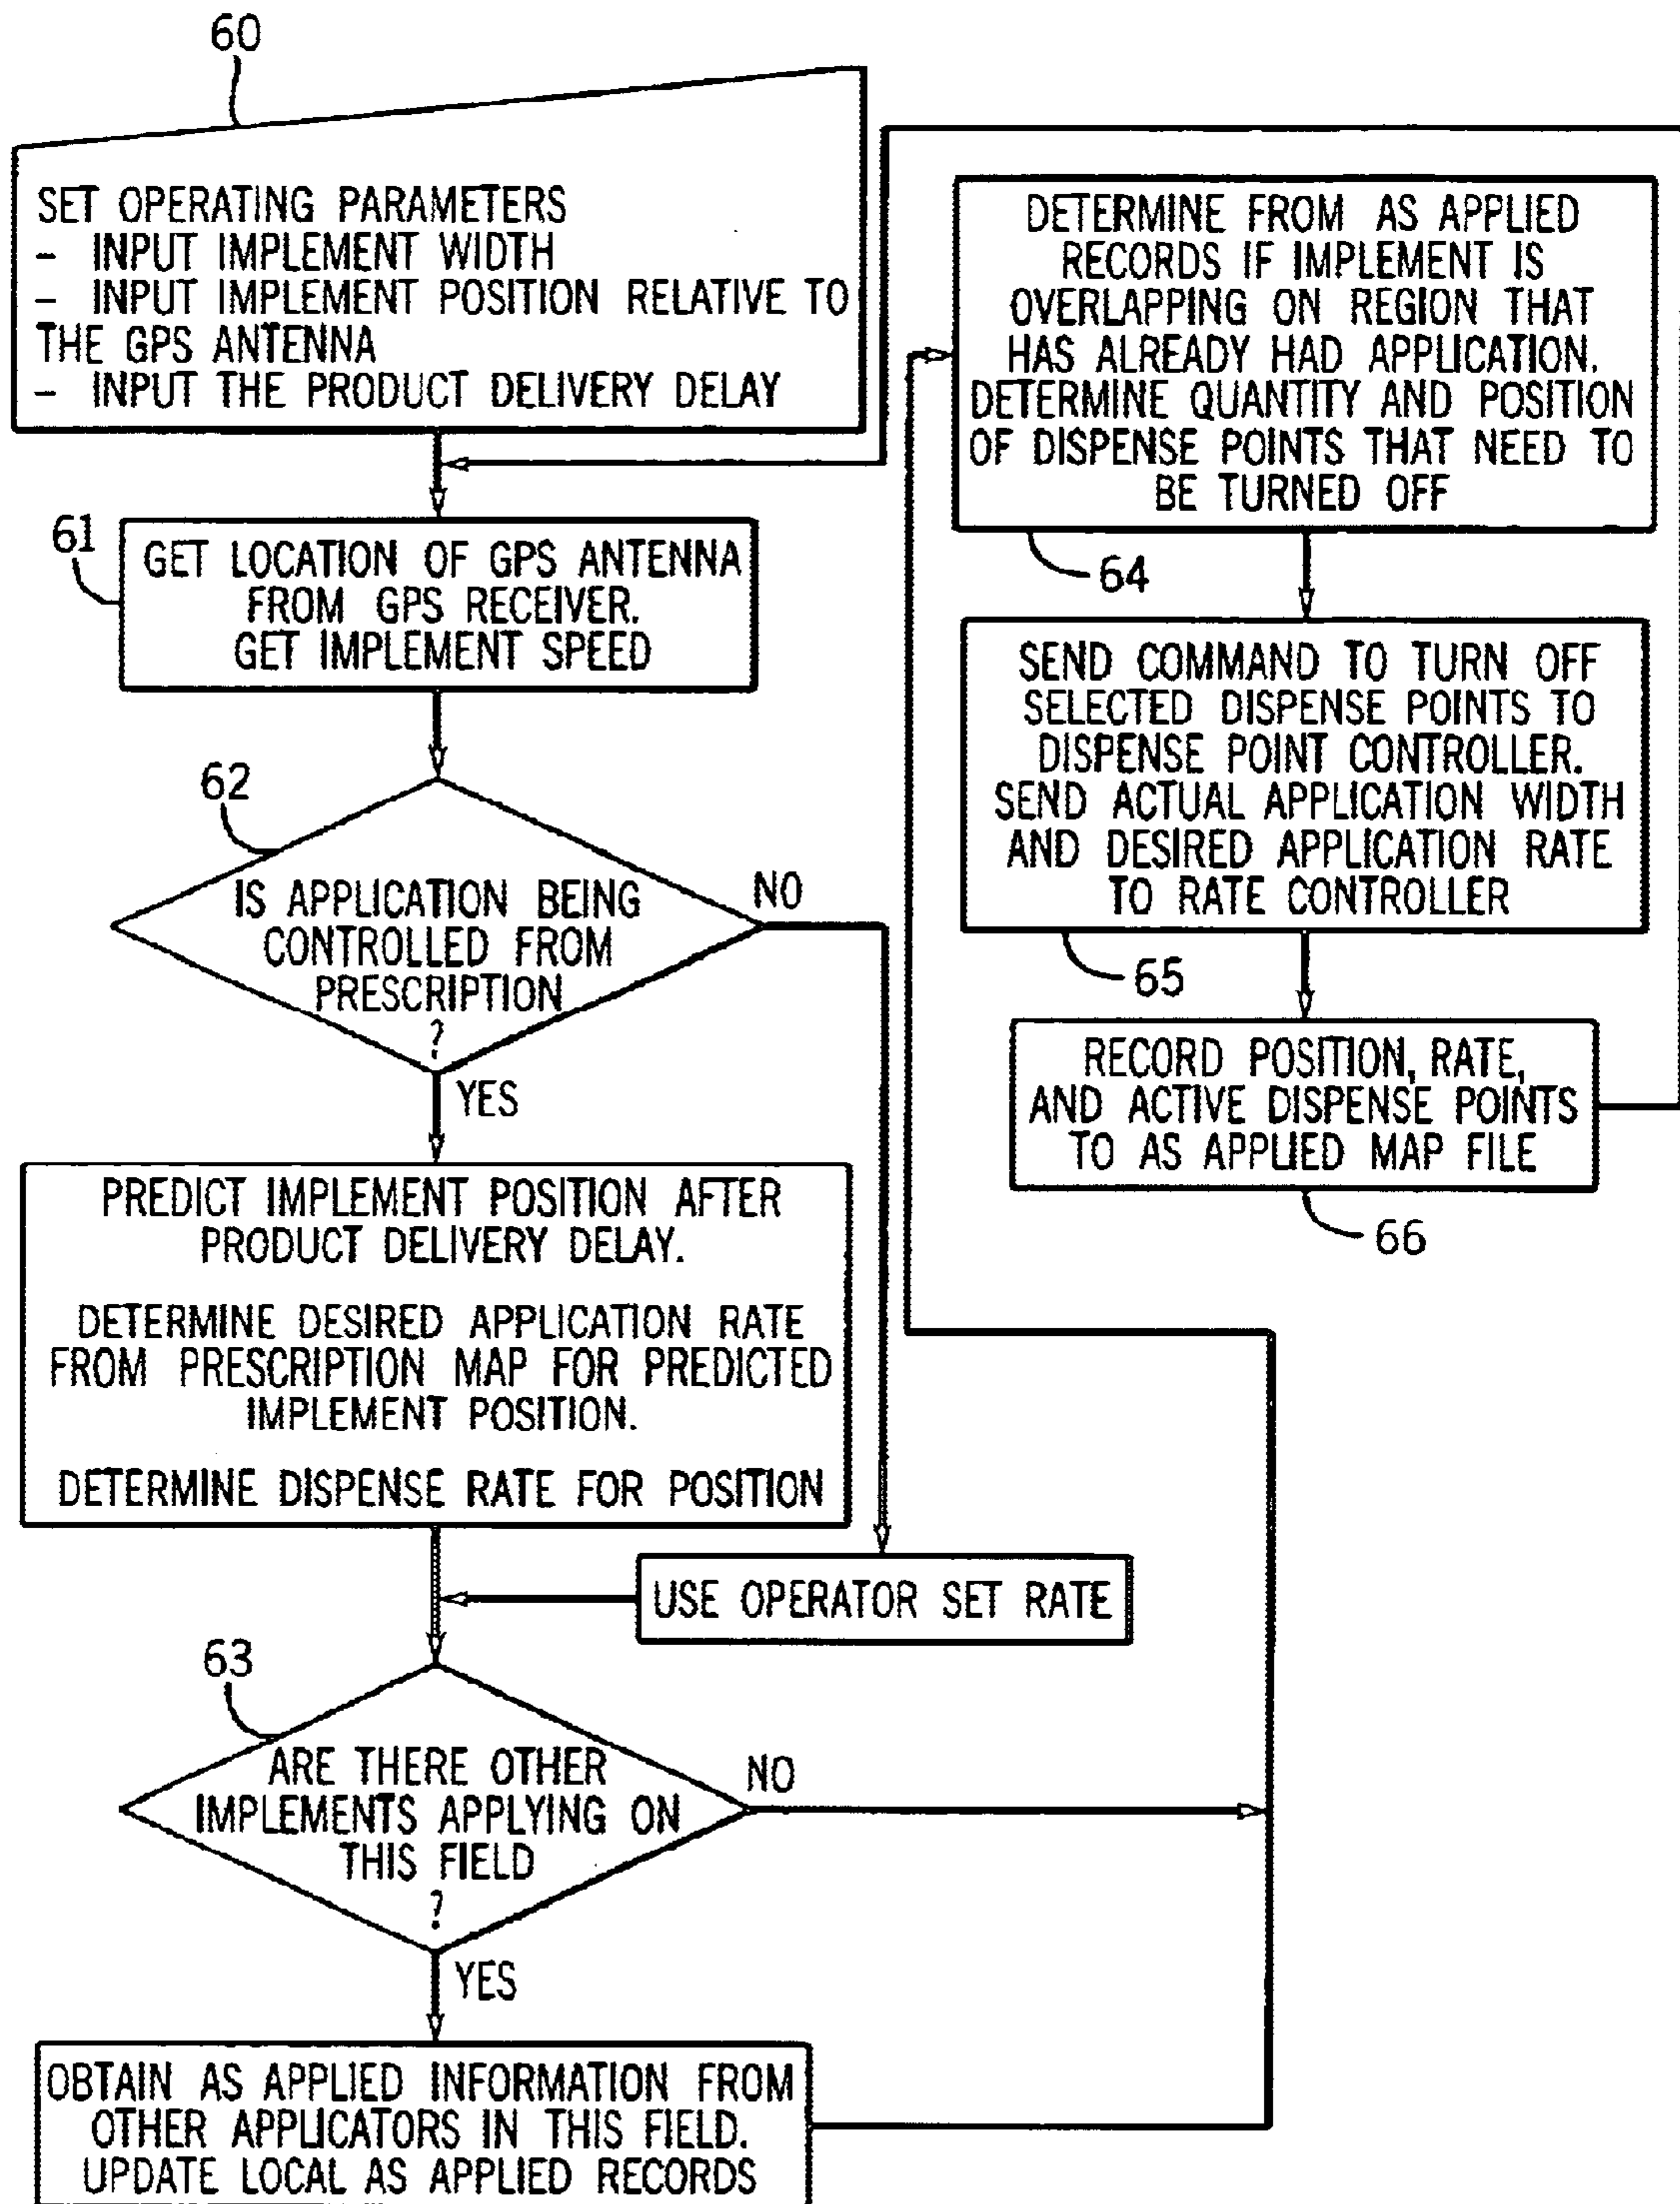 60
SET OPERATING PARAMETERS
- INPUT IMPLEMENT WIDTH
- INPUT IMPLEMENT POSITION RELATIVE TO
THE GPS ANTENNA
- INPUT THE PRODUCT DELIVERY DELAY
61
GET LOCATION OF GPS ANTENNA
FROM GPS RECEIVER.
GET IMPLEMENT SPEED
62
IS APPLICATION BEING
CONTROLLED FROM
PRESCRIPTION
?
NO
YES
PREDICT IMPLEMENT POSITION AFTER
PRODUCT DELIVERY DELAY.
DETERMINE DESIRED APPLICATION RATE
FROM PRESCRIPTION MAP FOR PREDICTED
IMPLEMENT POSITION.
DETERMINE DISPENSE RATE FOR POSITION
USE OPERATOR SET RATE
63
ARE THERE OTHER
IMPLEMENTS APPLYING ON
THIS FIELD
?
NO
YES
OBTAIN AS APPLIED INFORMATION FROM
OTHER APPLICATORS IN THIS FIELD.
UPDATE LOCAL AS APPLIED RECORDS
DETERMINE FROM AS APPLIED
RECORDS IF IMPLEMENT IS
OVERLAPPING ON REGION THAT
HAS ALREADY HAD APPLICATION.
DETERMINE QUANTITY AND POSITION
OF DISPENSE POINTS THAT NEED TO
BE TURNED OFF
64
SEND COMMAND TO TURN OFF
SELECTED DISPENSE POINTS TO
DISPENSE POINT CONTROLLER.
SEND ACTUAL APPLICATION WIDTH
AND DESIRED APPLICATION RATE
TO RATE CONTROLLER
65
RECORD POSITION, RATE,
AND ACTIVE DISPENSE POINTS
TO AS APPLIED MAP FILE
66